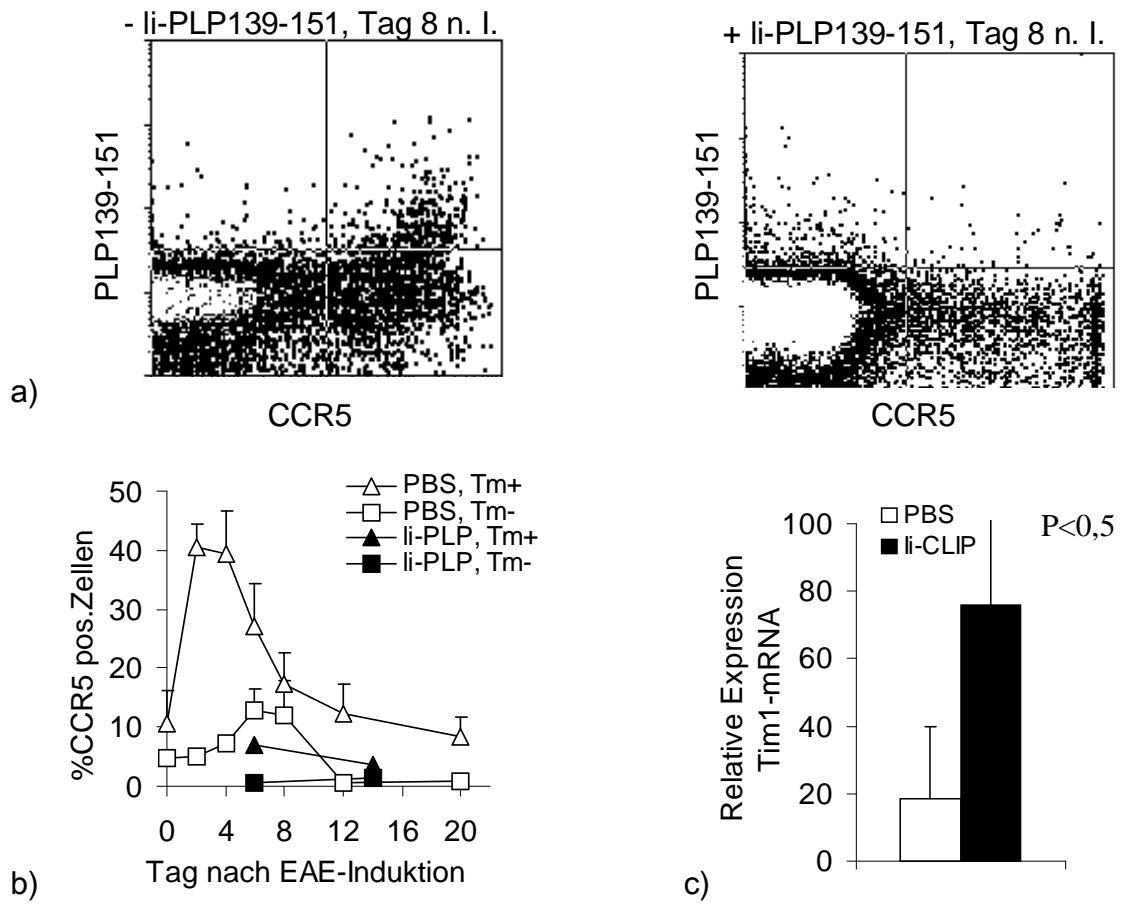 - Ii-PLP139-151, Tag 8 n. I.
PLP139-151
CCR5
+ Ii-PLP139-151, Tag 8 n. I.
PLP139-151
CCR5
a)
50
40
30
20
10
0
%CCR5 pos.Zellen
PBS, Tm+
PBS, Tm-
Ii-PLP, Tm+
Ii-PLP, Tm-
0 4 8 12 16 20
Tag nach EAE-Induktion
b)
100
80
60
40
20
0
Relative Expression
Tim1-mRNA
PBS
Ii-CLIP
P<0,5
c)